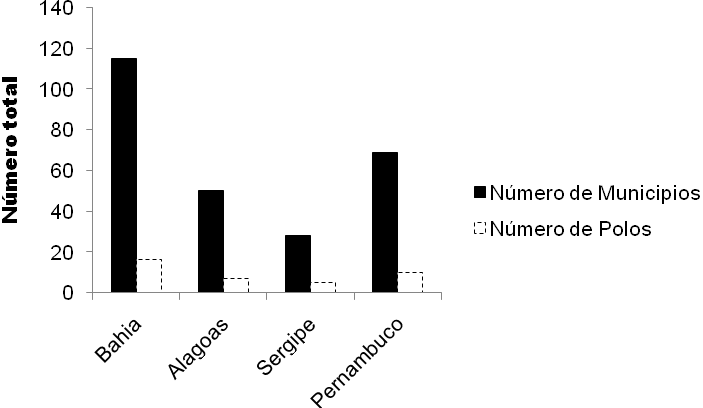 Número total
140
120
100
80
60
40
20
0
Bahia
Alagoas
Sergipe
Pernambuco
Número de Municipios
Número de Polos